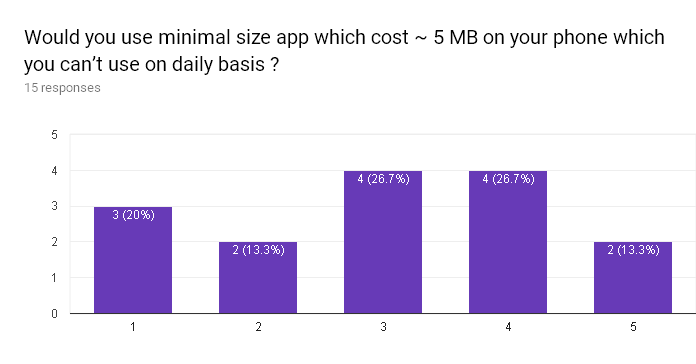 Would you use minimal size app which cost ~ 5 MB on your phone which
you can’t use on daily basis ?
15 responses
5
4
3
2
1
0
3 (20%)
2 (13.3%)
4 (26.7%)
4 (26.7%)
2 (13.3%)
1 2 3 4 5